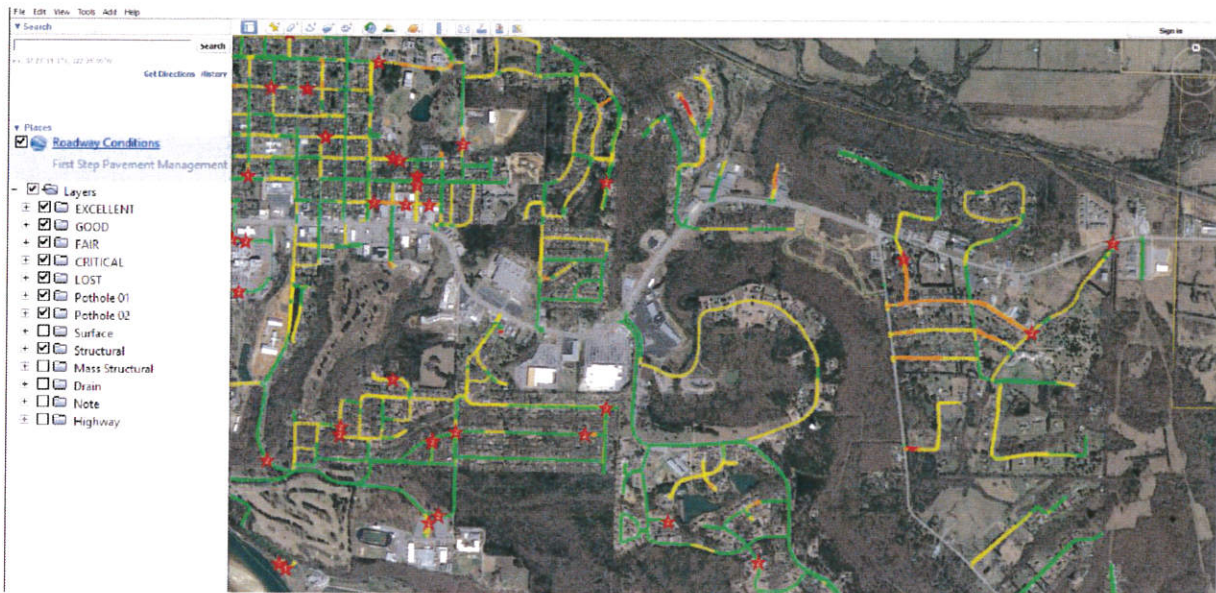 File Edit View Tools Add Help
Search
Search
Get Directions History
Places
Roadway Conditions
First Step Pavement Management
Layers
EXCELLENT
GOOD
FAIR
CRITICAL
LOST
Pothole 01
Pothole 02
Surface
Structural
Mass Structural
Drain
Note
Highway
Sign in